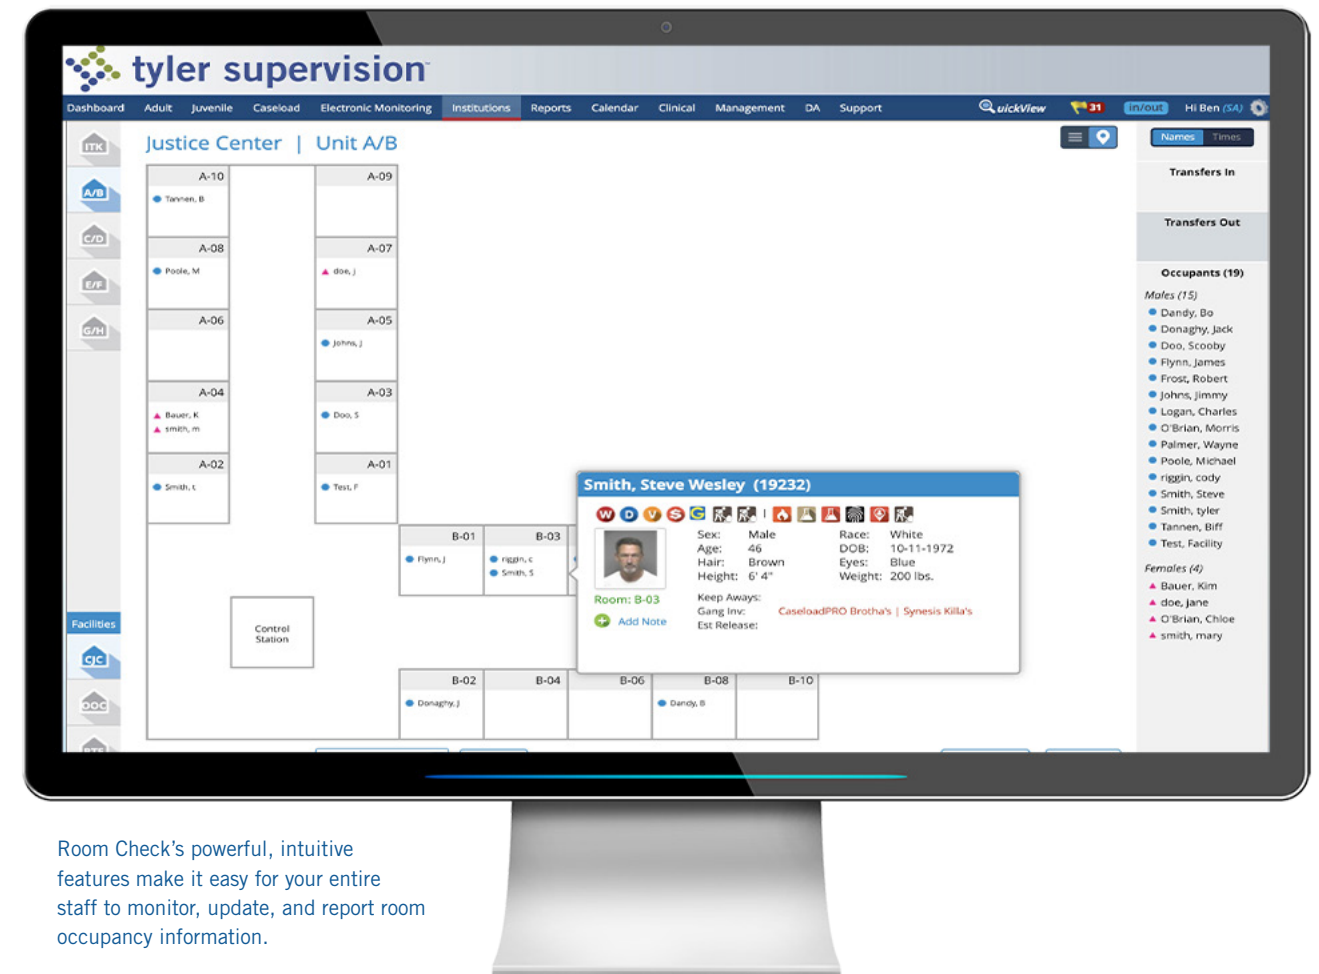 tyler supervision
Dashboard Adult Juvenile Caseload Electronic Monitoring Institutions Reports Calendar Clinical Management DA Support QuickView 31 in/out Hi Ben (SA)
ITK
A/B
C/D
E/F
G/H
Facilities
CJC
DOC
Justice Center | Unit A/B
A-10
Tannen, B
A-09
A-08
Poole, M
A-07
doe, j
A-06
A-05
Johns, J
A-04
Bauer, K
smith, m
A-03
Doo, S
A-02
Smith, t
A-01
Test, F
B-01
Flynn, J
B-03
riggin, c
Smith, S
Control
Station
B-02
Donaghy, J
B-04
B-06
B-08
Dandy, B
B-10
Smith, Steve Wesley (19232)
W D V S G
Sex: Male Race: White
Age: 46 DOB: 10-11-1972
Hair: Brown Eyes: Blue
Height: 6' 4" Weight: 200 lbs.
Room: B-03
Add Note
Keep Aways:
Gang Inv: CaseloadPRO Brotha's | Synesis Killa's
Est Release:
Names Times
Transfers In
Transfers Out
Occupants (19)
Males (15)
Dandy, Bo
Donaghy, Jack
Doo, Scooby
Flynn, James
Frost, Robert
Johns, Jimmy
Logan, Charles
O'Brian, Morris
Palmer, Wayne
Poole, Michael
riggin, cody
Smith, Steve
Smith, tyler
Tannen, Biff
Test, Facility
Females (4)
Bauer, Kim
doe, jane
O'Brian, Chloe
smith, mary
Room Check's powerful, intuitive
features make it easy for your entire
staff to monitor, update, and report room
occupancy information.